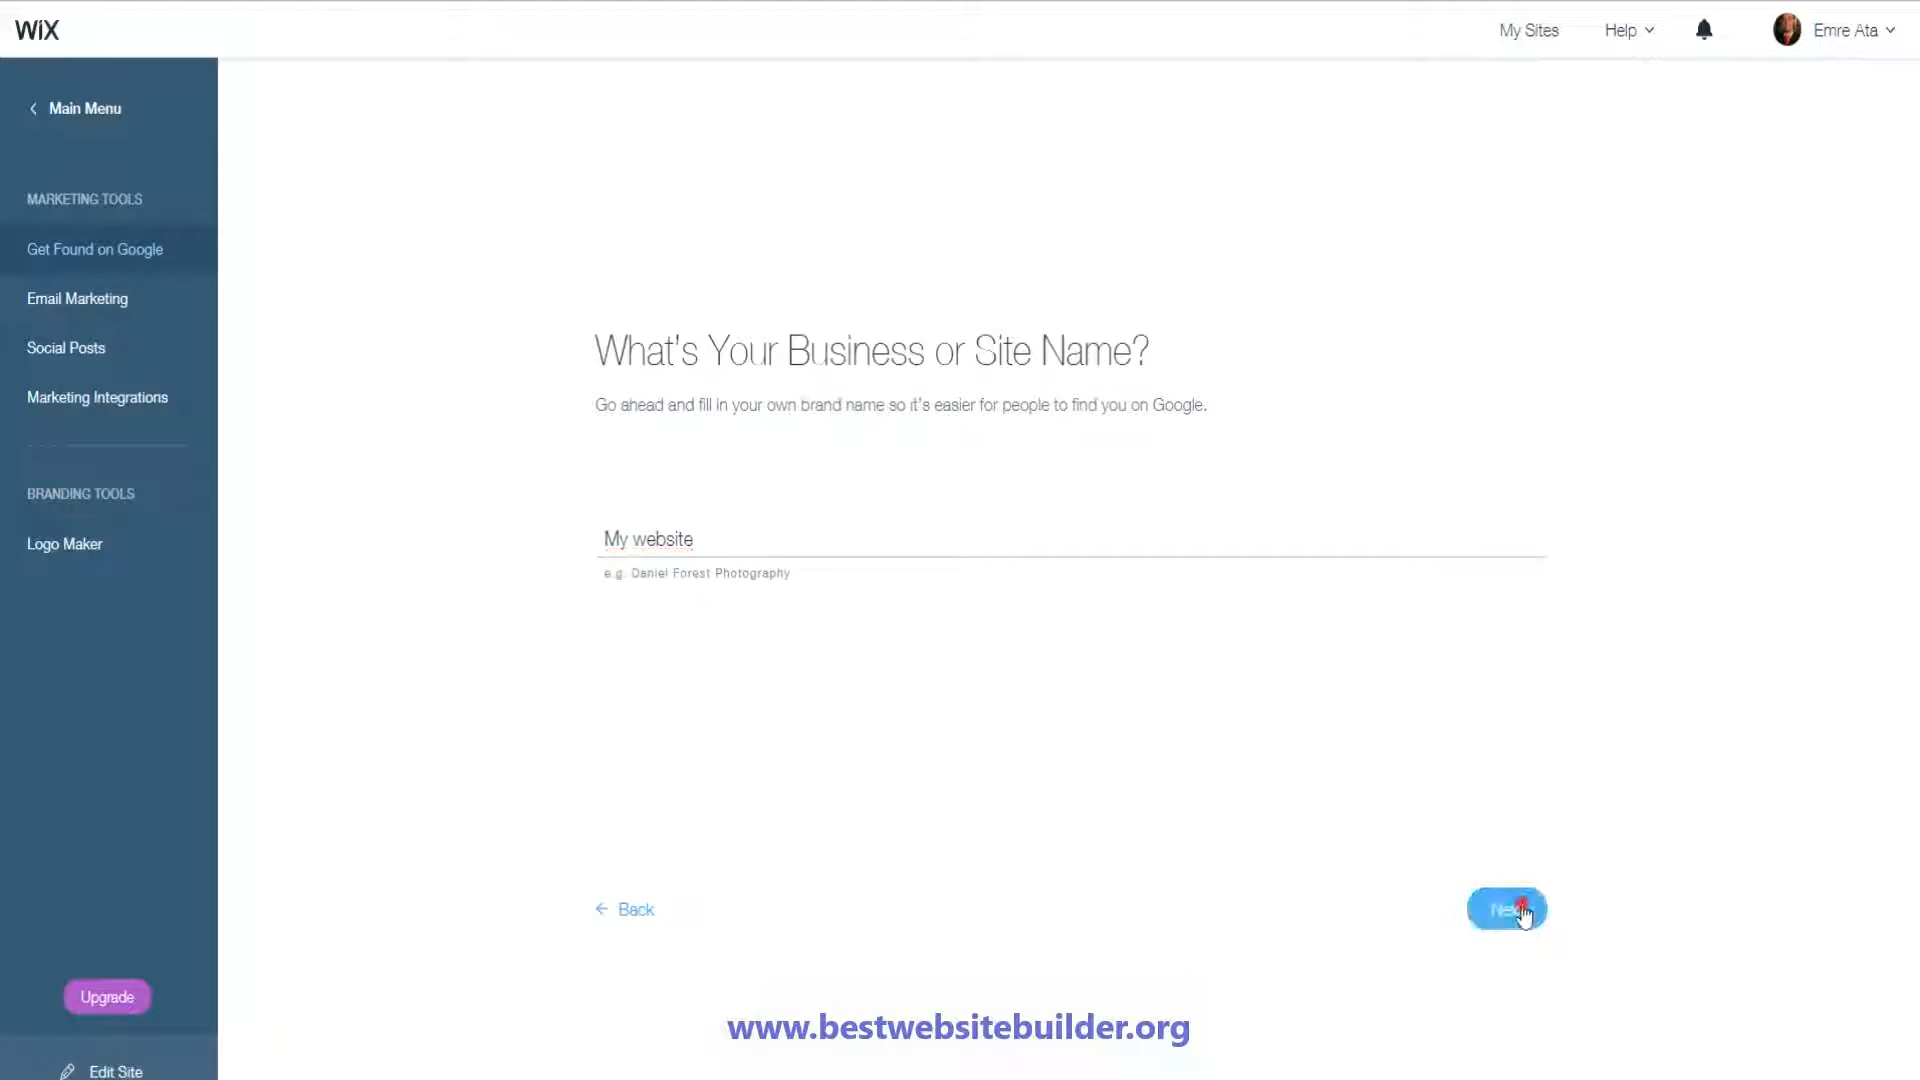 WiX
My Sites
Help
Emre Ata
Main Menu
MARKETING TOOLS
Get Found on Google
Email Marketing
Social Posts
Marketing Integrations
BRANDING TOOLS
Logo Maker
Upgrade
Edit Site
What's Your Business or Site Name?
Go ahead and fill in your own brand name so it's easier for people to find you on Google.
My website
e.g. Daniel Forest Photography
Back
www.bestwebsitebuilder.org